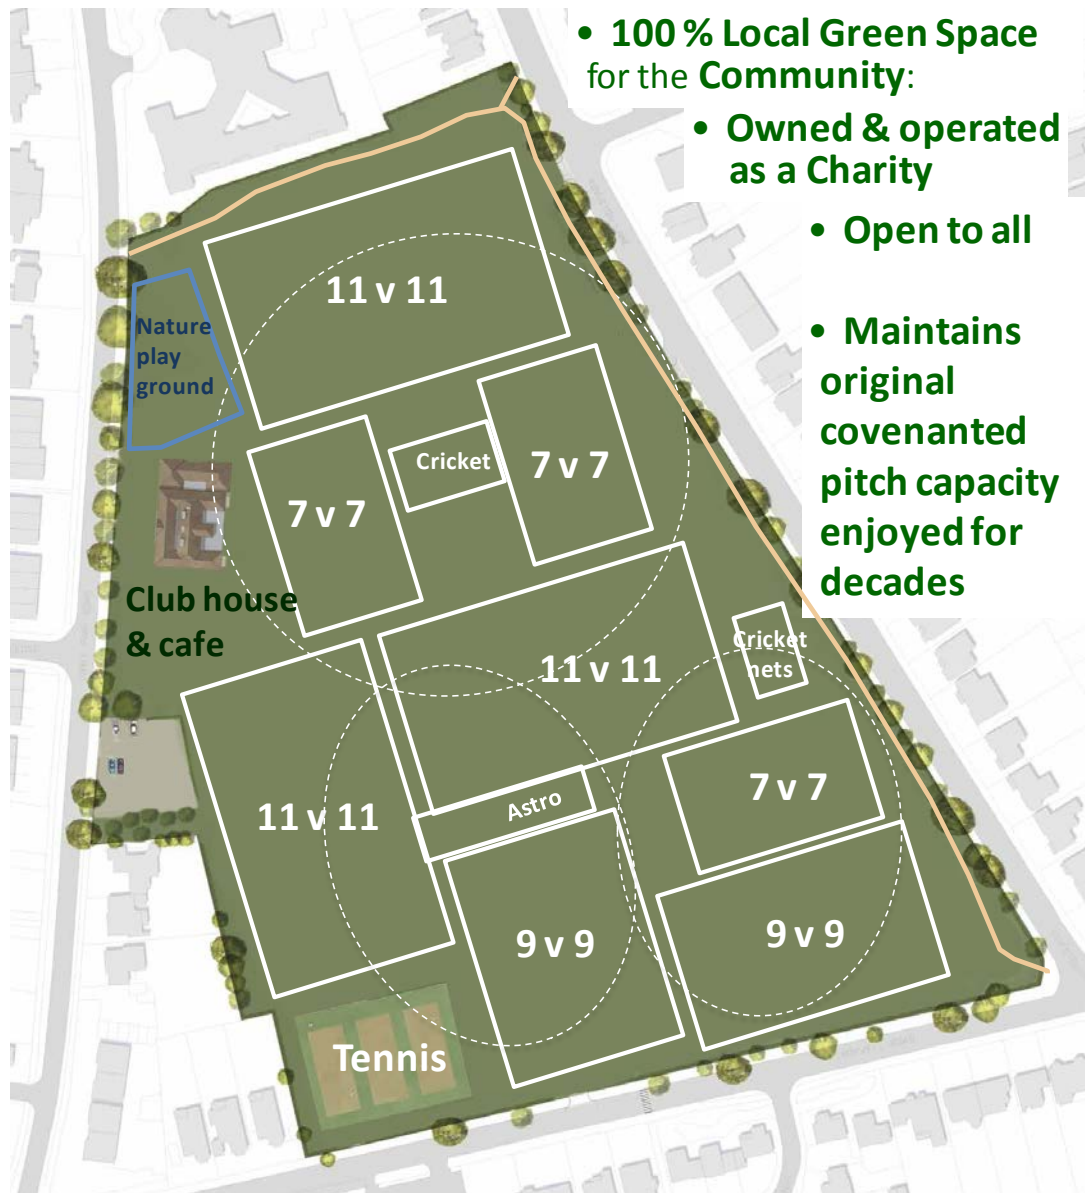 • 100 % Local Green Space
for the Community:
• Owned & operated
as a Charity
• Open to all
• Maintains
original
covenanted
pitch capacity
enjoyed for
decades
11 v 11
Nature
play
ground
Cricket
7 v 7
7 v 7
Club house
& cafe
Cricket
nets
11 v 11
7 v 7
Astro
11 v 11
9 v 9
9 v 9
Tennis